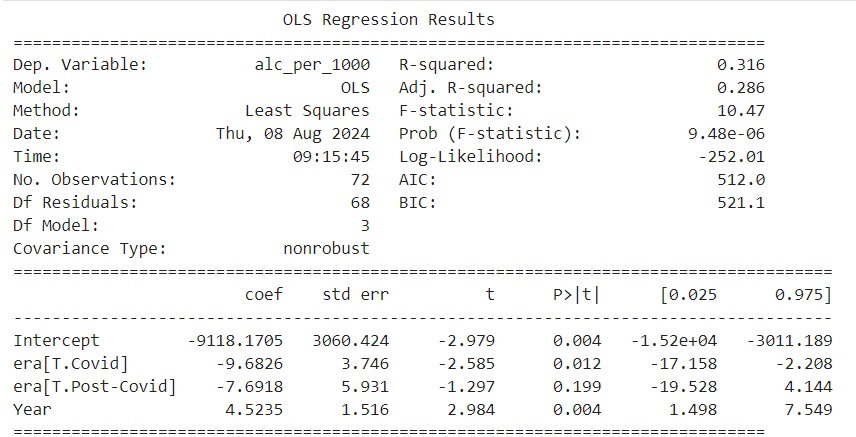 OLS Regression Results
==============================================================================
Dep. Variable: alc_per_1000 R-squared: 0.316
Model: OLS Adj. R-squared: 0.286
Method: Least Squares F-statistic: 10.47
Date: Thu, 08 Aug 2024 Prob (F-statistic): 9.48e-06
Time: 09:15:45 Log-Likelihood: -252.01
No. Observations: 72 AIC: 512.0
Df Residuals: 68 BIC: 521.1
Df Model: 3
Covariance Type: nonrobust
=====================================================================================
coef std err t P>|t| [0.025 0.975]
-------------------------------------------------------------------------------------
Intercept -9118.1705 3060.424 -2.979 0.004 -1.52e+04 -3011.189
era[T.Covid] -9.6826 3.746 -2.585 0.012 -17.158 -2.208
era[T.Post-Covid] -7.6918 5.931 -1.297 0.199 -19.528 4.144
Year 4.5235 1.516 2.984 0.004 1.498 7.549
==============================================================================